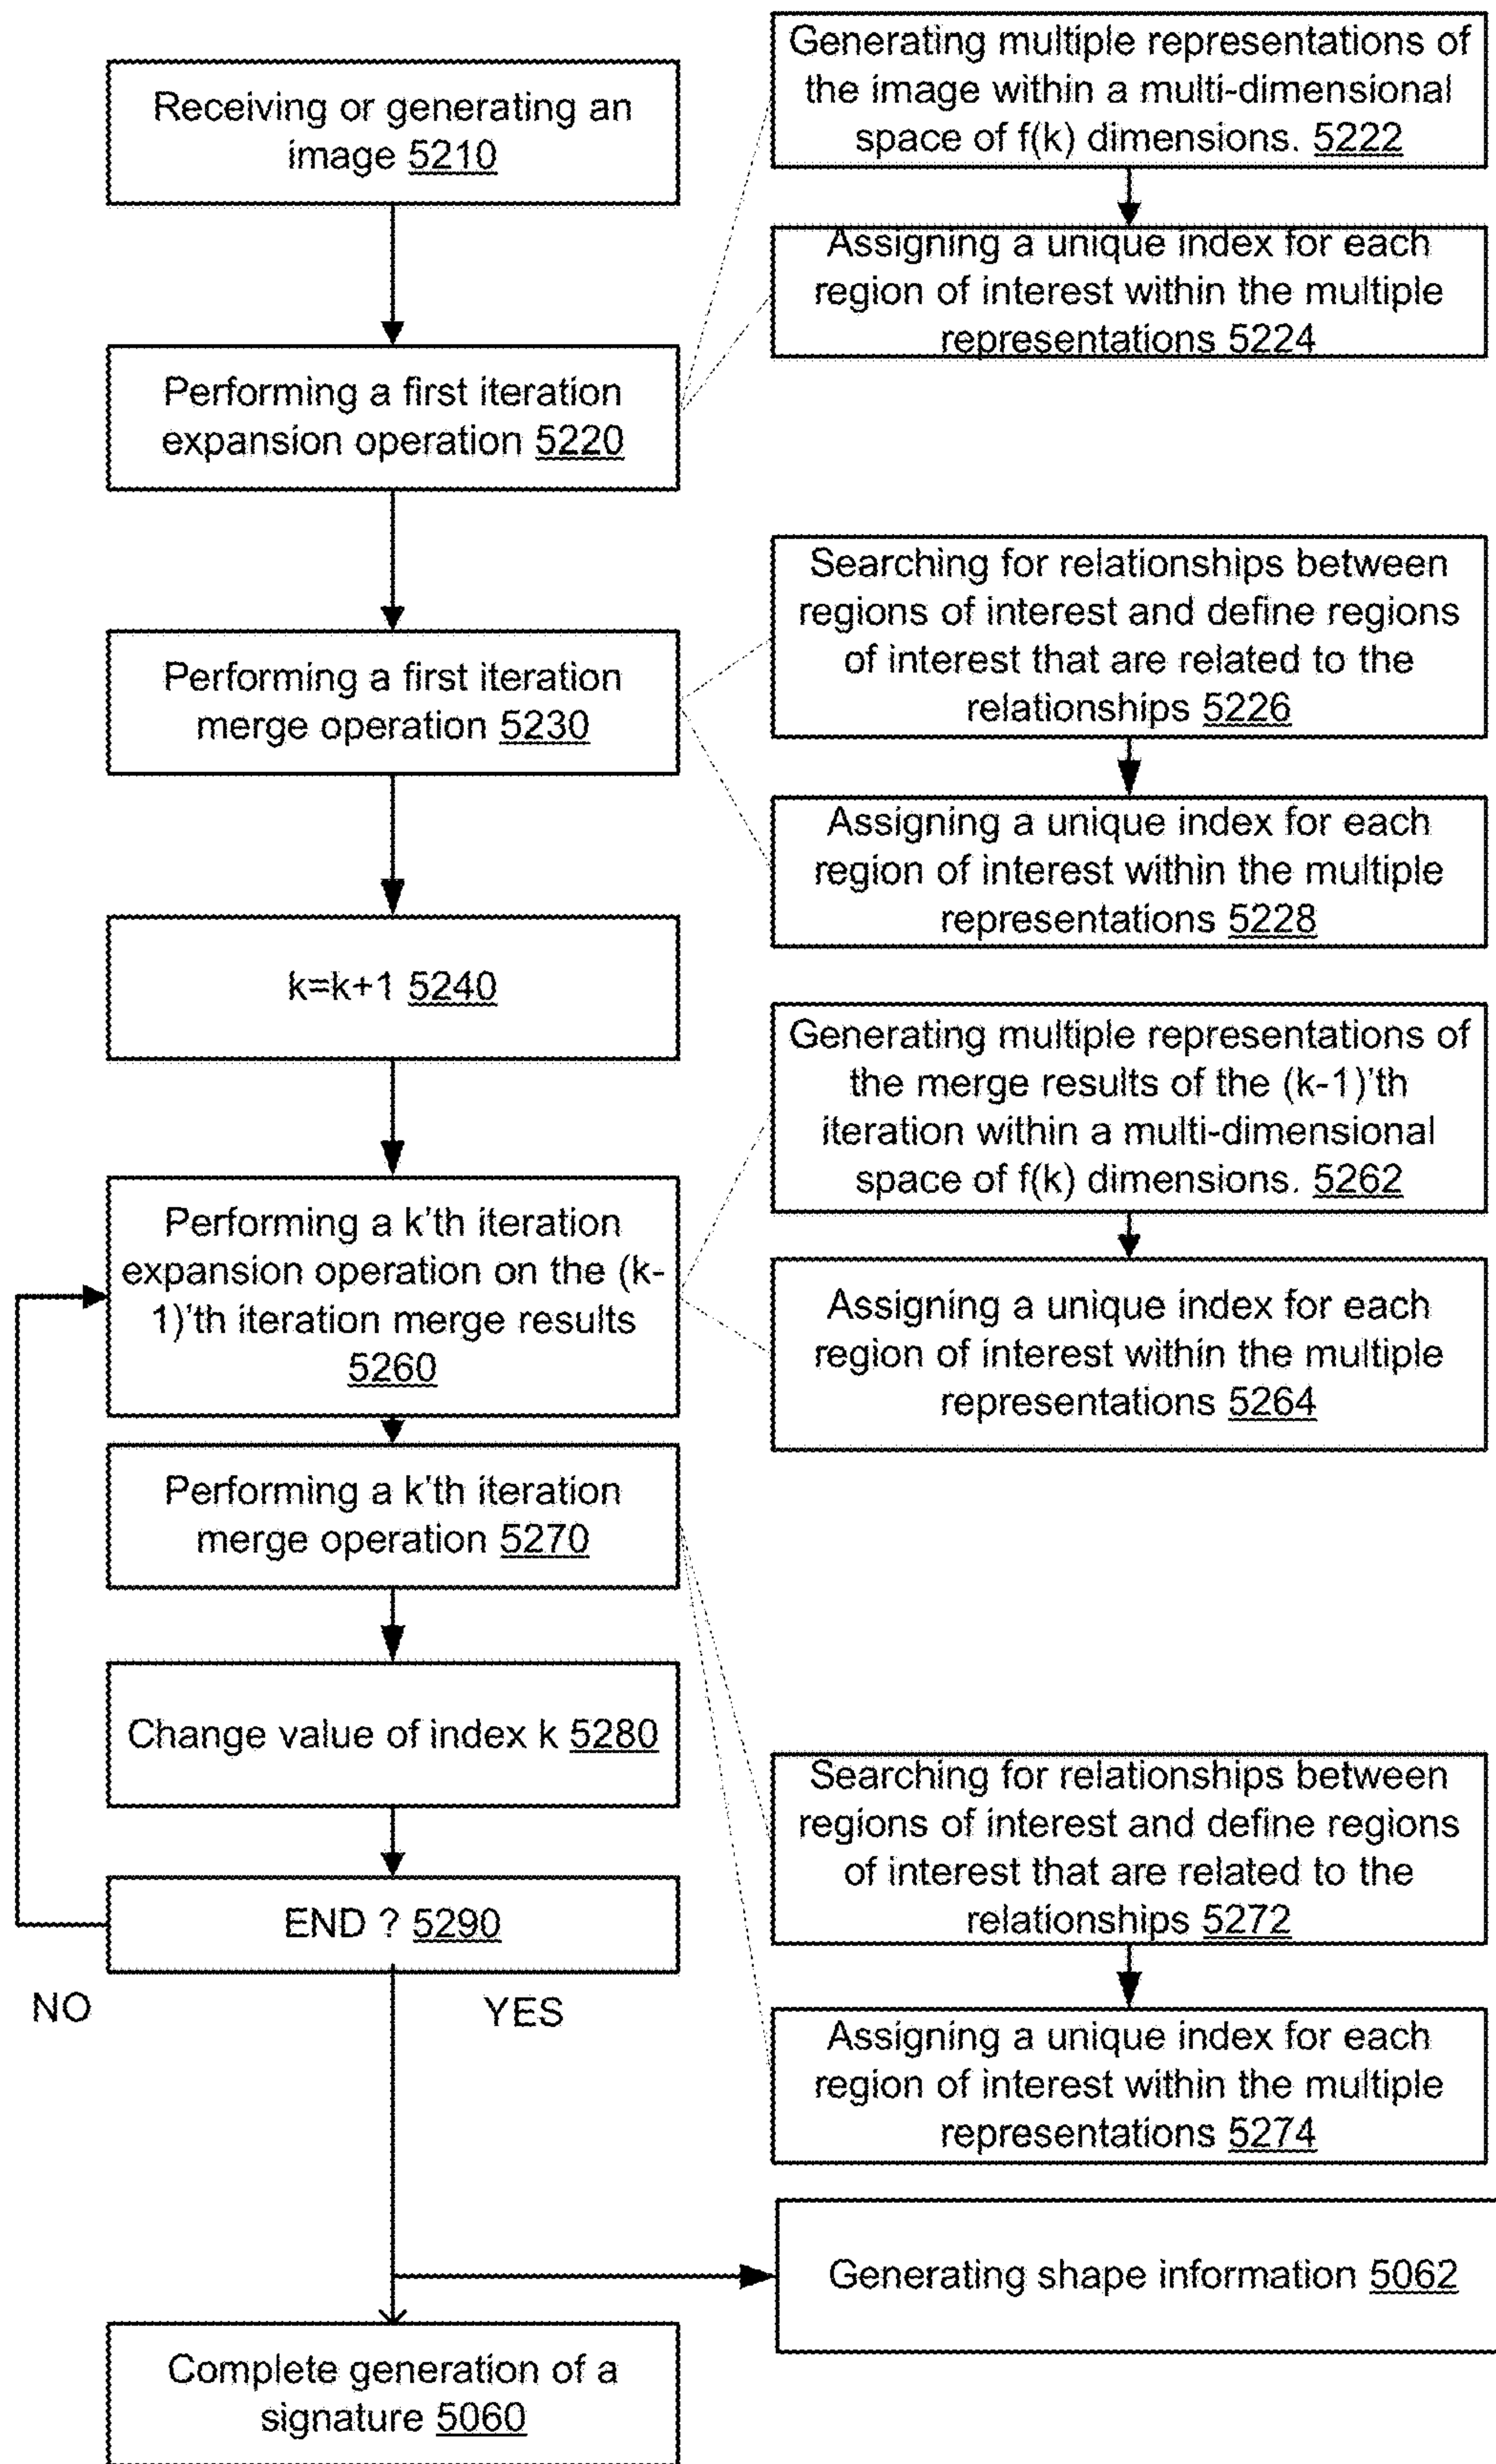 Receiving or generating an
image 5210
Generating multiple representations of
the image within a multi-dimensional
space of f(k) dimensions. 5222
Assigning a unique index for each
region of interest within the multiple
representations 5224
Performing a first iteration
expansion operation 5220
Searching for relationships between
regions of interest and define regions
of interest that are related to the
relationships 5226
Performing a first iteration
merge operation 5230
Assigning a unique index for each
region of interest within the multiple
representations 5228
k=k+1 5240
Generating multiple representations of
the merge results of the (k-1)'th
iteration within a multi-dimensional
space of f(k) dimensions. 5262
Performing a k'th iteration
expansion operation on the (k-
1)'th iteration merge results
5260
Assigning a unique index for each
region of interest within the multiple
representations 5264
Performing a k'th iteration
merge operation 5270
Change value of index k 5280
Searching for relationships between
regions of interest and define regions
of interest that are related to the
relationships 5272
END ? 5290
NO
YES
Assigning a unique index for each
region of interest within the multiple
representations 5274
Generating shape information 5062
Complete generation of a
signature 5060